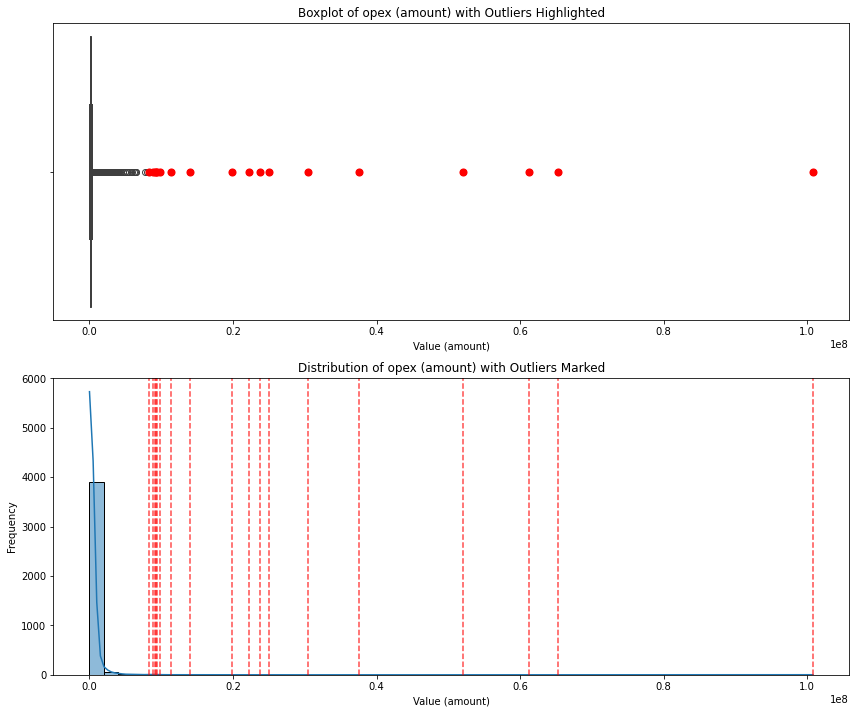 Boxplot of opex (amount) with Outliers Highlighted
0.0 0.2 0.4 0.6 0.8 1.0
1e8
Value (amount)
Distribution of opex (amount) with Outliers Marked
6000
5000
4000
3000
2000
1000
0
Frequency
0.0 0.2 0.4 0.6 0.8 1.0
1e8
Value (amount)